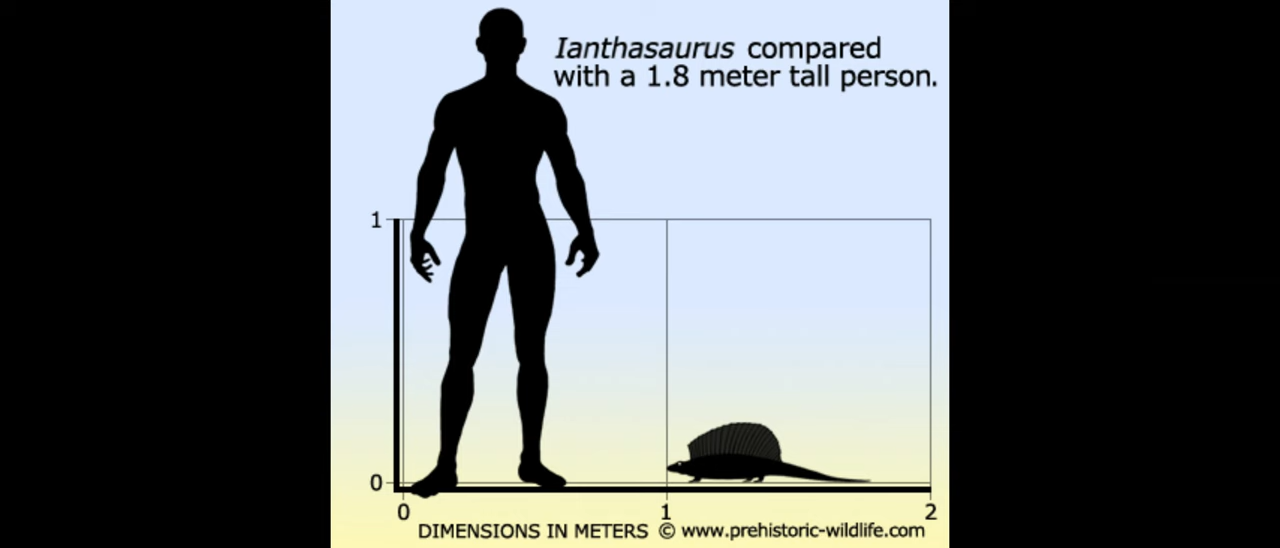 Ianthasaurus compared
with a 1.8 meter tall person.
1
0
0 1 2
DIMENSIONS IN METERS © www.prehistoric-wildlife.com